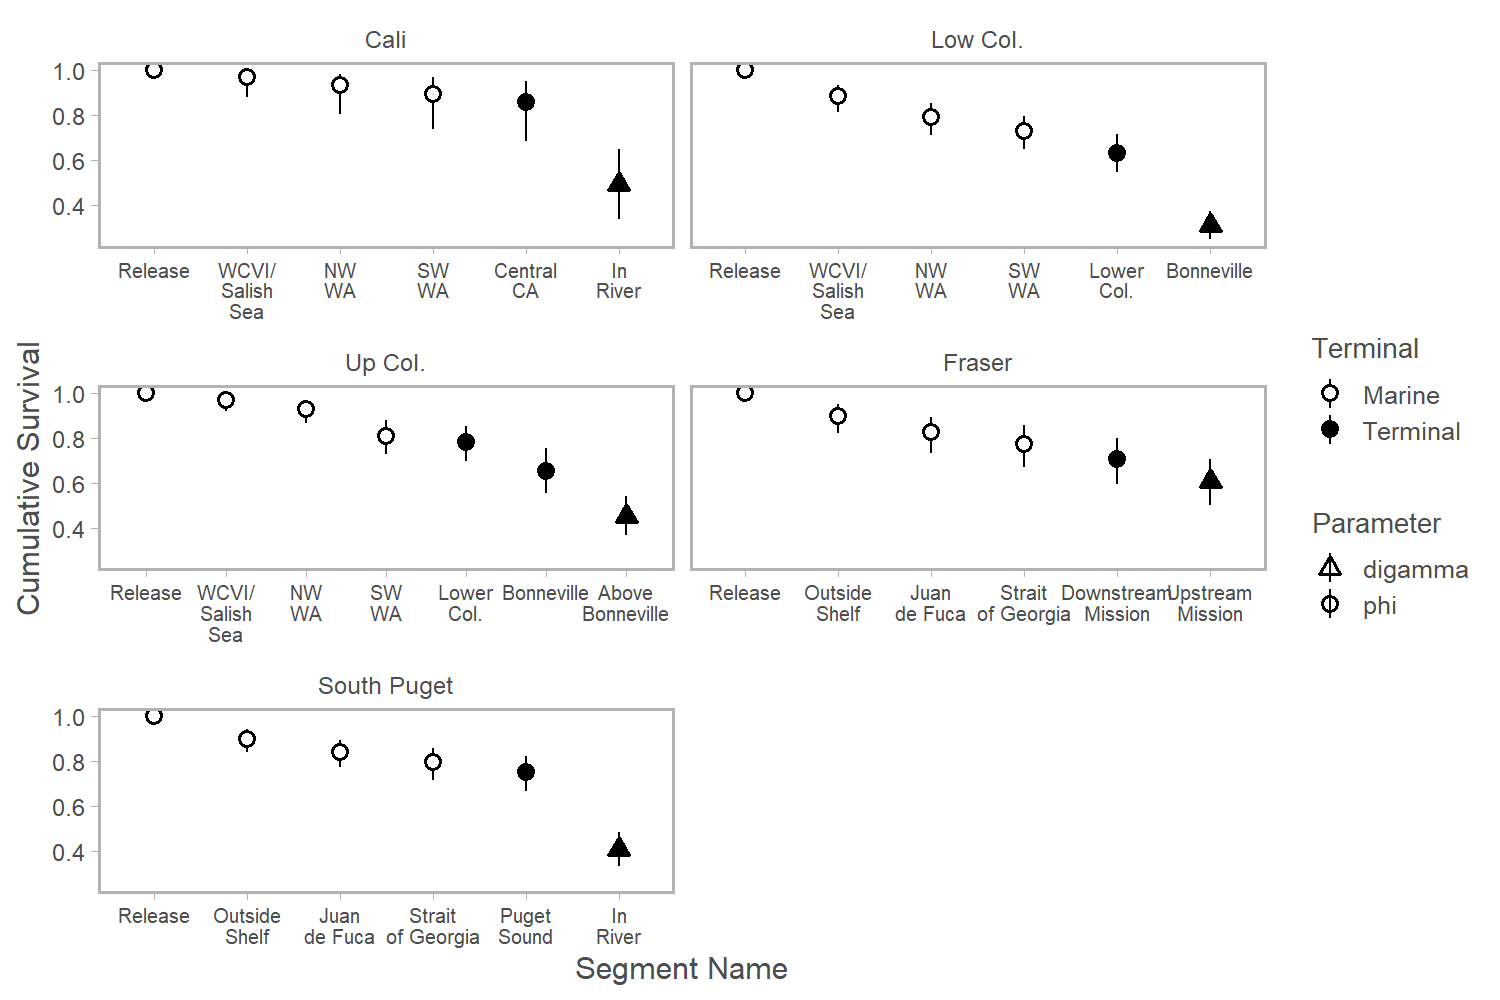 Cali
Low Col.
1.0
0.8
0.6
0.4
Release WCVI/ NW SW Central In
Salish WA WA CA River
Sea
Release WCVI/ NW SW Lower Bonneville
Salish WA WA Col.
Sea
Up Col.
Fraser
1.0
0.8
0.6
0.4
Release WCVI/ NW SW Lower Bonneville Above
Salish WA WA Col. Bonneville
Sea
Release Outside Juan Strait Downstream Upstream
Shelf de Fuca of Georgia Mission Mission
South Puget
1.0
0.8
0.6
0.4
Release Outside Juan Strait Puget In
Shelf de Fuca of Georgia Sound River
Cumulative Survival
Segment Name
Terminal
Marine
Terminal
Parameter
digamma
phi